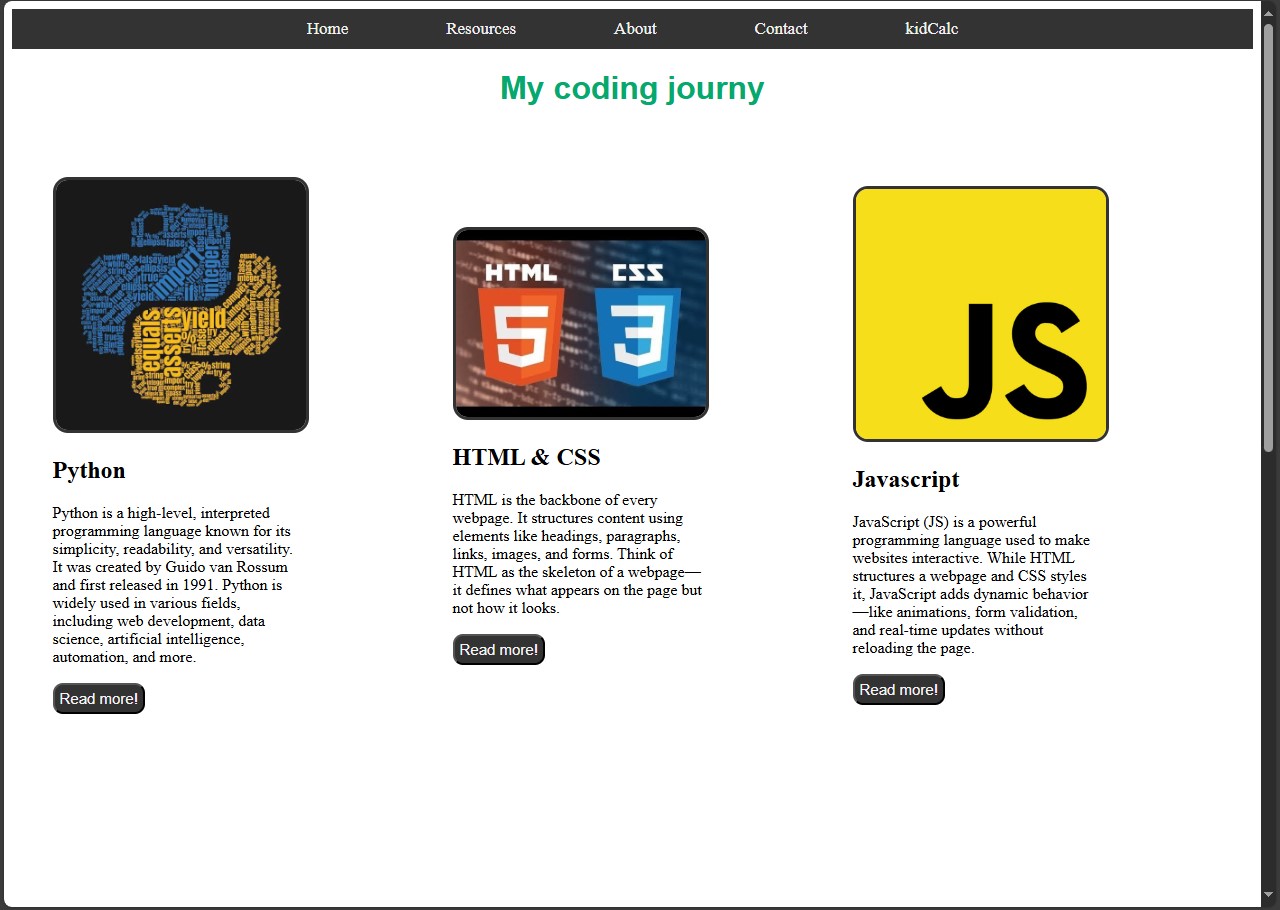 Home Resources About Contact kidCalc
My coding journy
equals
asserts
yield
import
integer
HTML CSS
5 3
JS
Python
Python is a high-level, interpreted
programming language known for its
simplicity, readability, and versatility.
It was created by Guido van Rossum
and first released in 1991. Python is
widely used in various fields,
including web development, data
science, artificial intelligence,
automation, and more.
Read more!
HTML & CSS
HTML is the backbone of every
webpage. It structures content using
elements like headings, paragraphs,
links, images, and forms. Think of
HTML as the skeleton of a webpage—
it defines what appears on the page but
not how it looks.
Read more!
Javascript
JavaScript (JS) is a powerful
programming language used to make
websites interactive. While HTML
structures a webpage and CSS styles
it, JavaScript adds dynamic behavior
—like animations, form validation,
and real-time updates without
reloading the page.
Read more!